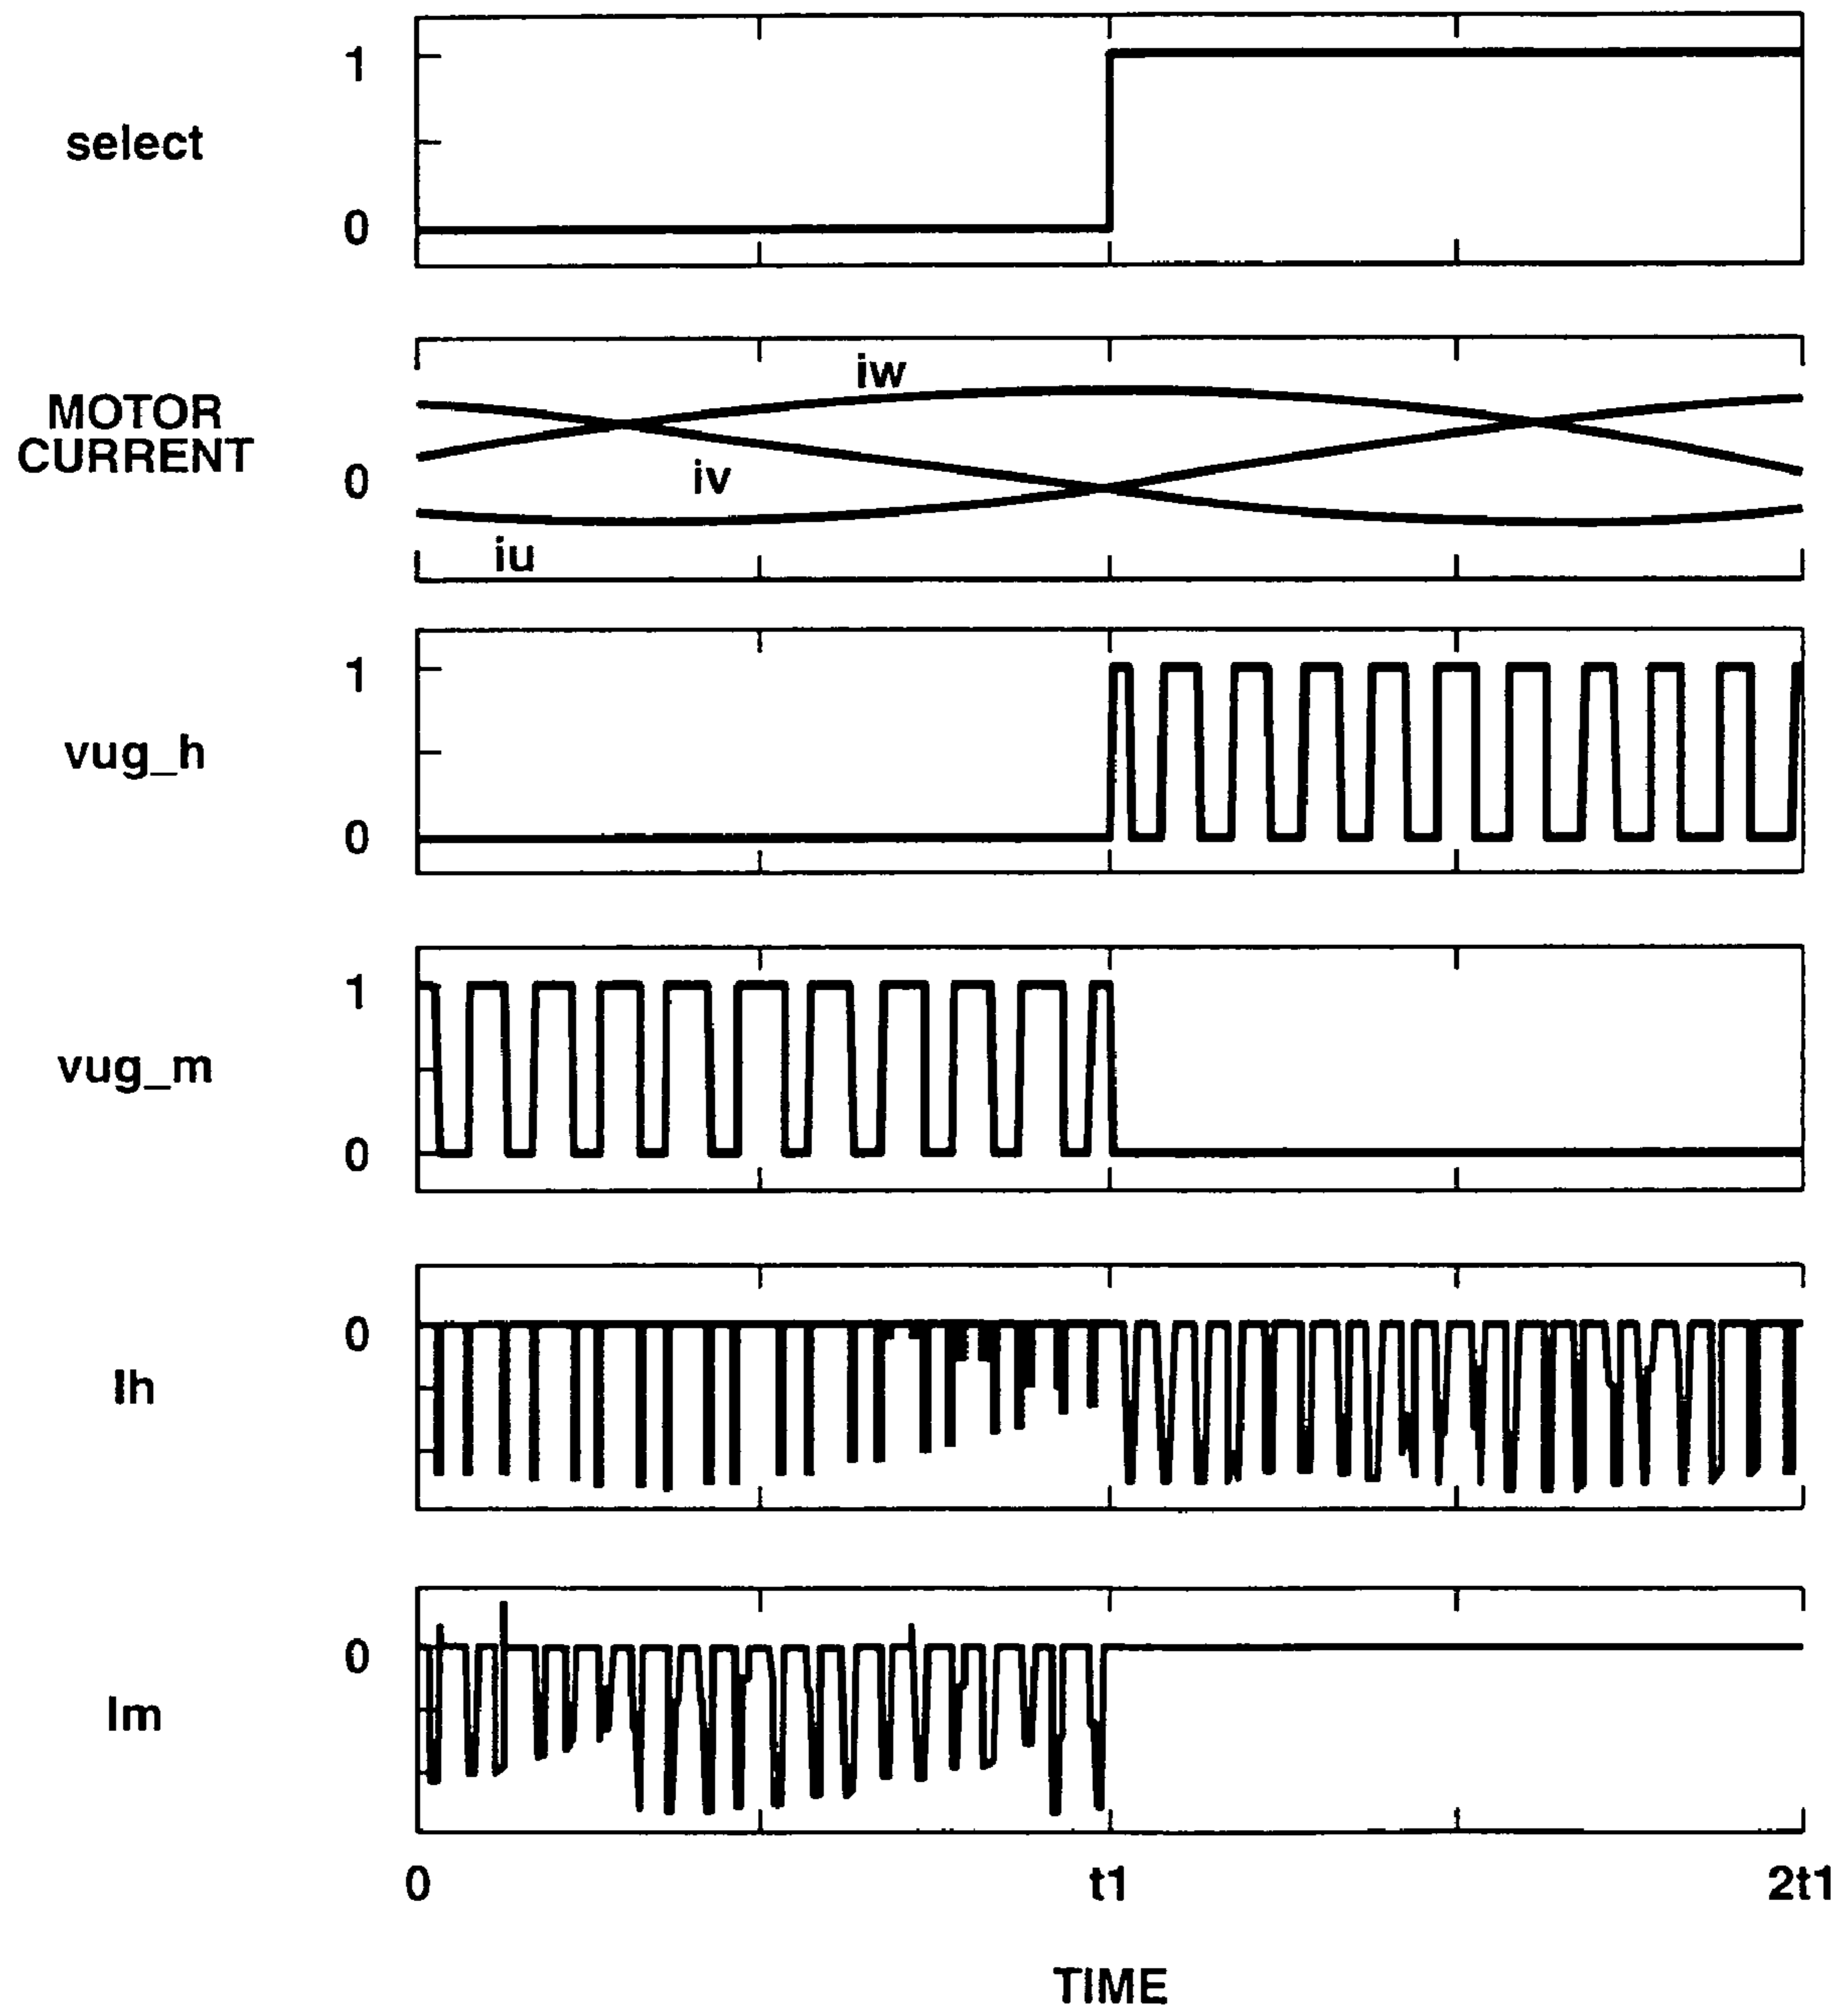 1
select
0
iw
MOTOR
CURRENT
0
iv
iu
1
vug_h
0
1
vug_m
0
0
Ih
0
Im
0 t1 2t1
TIME